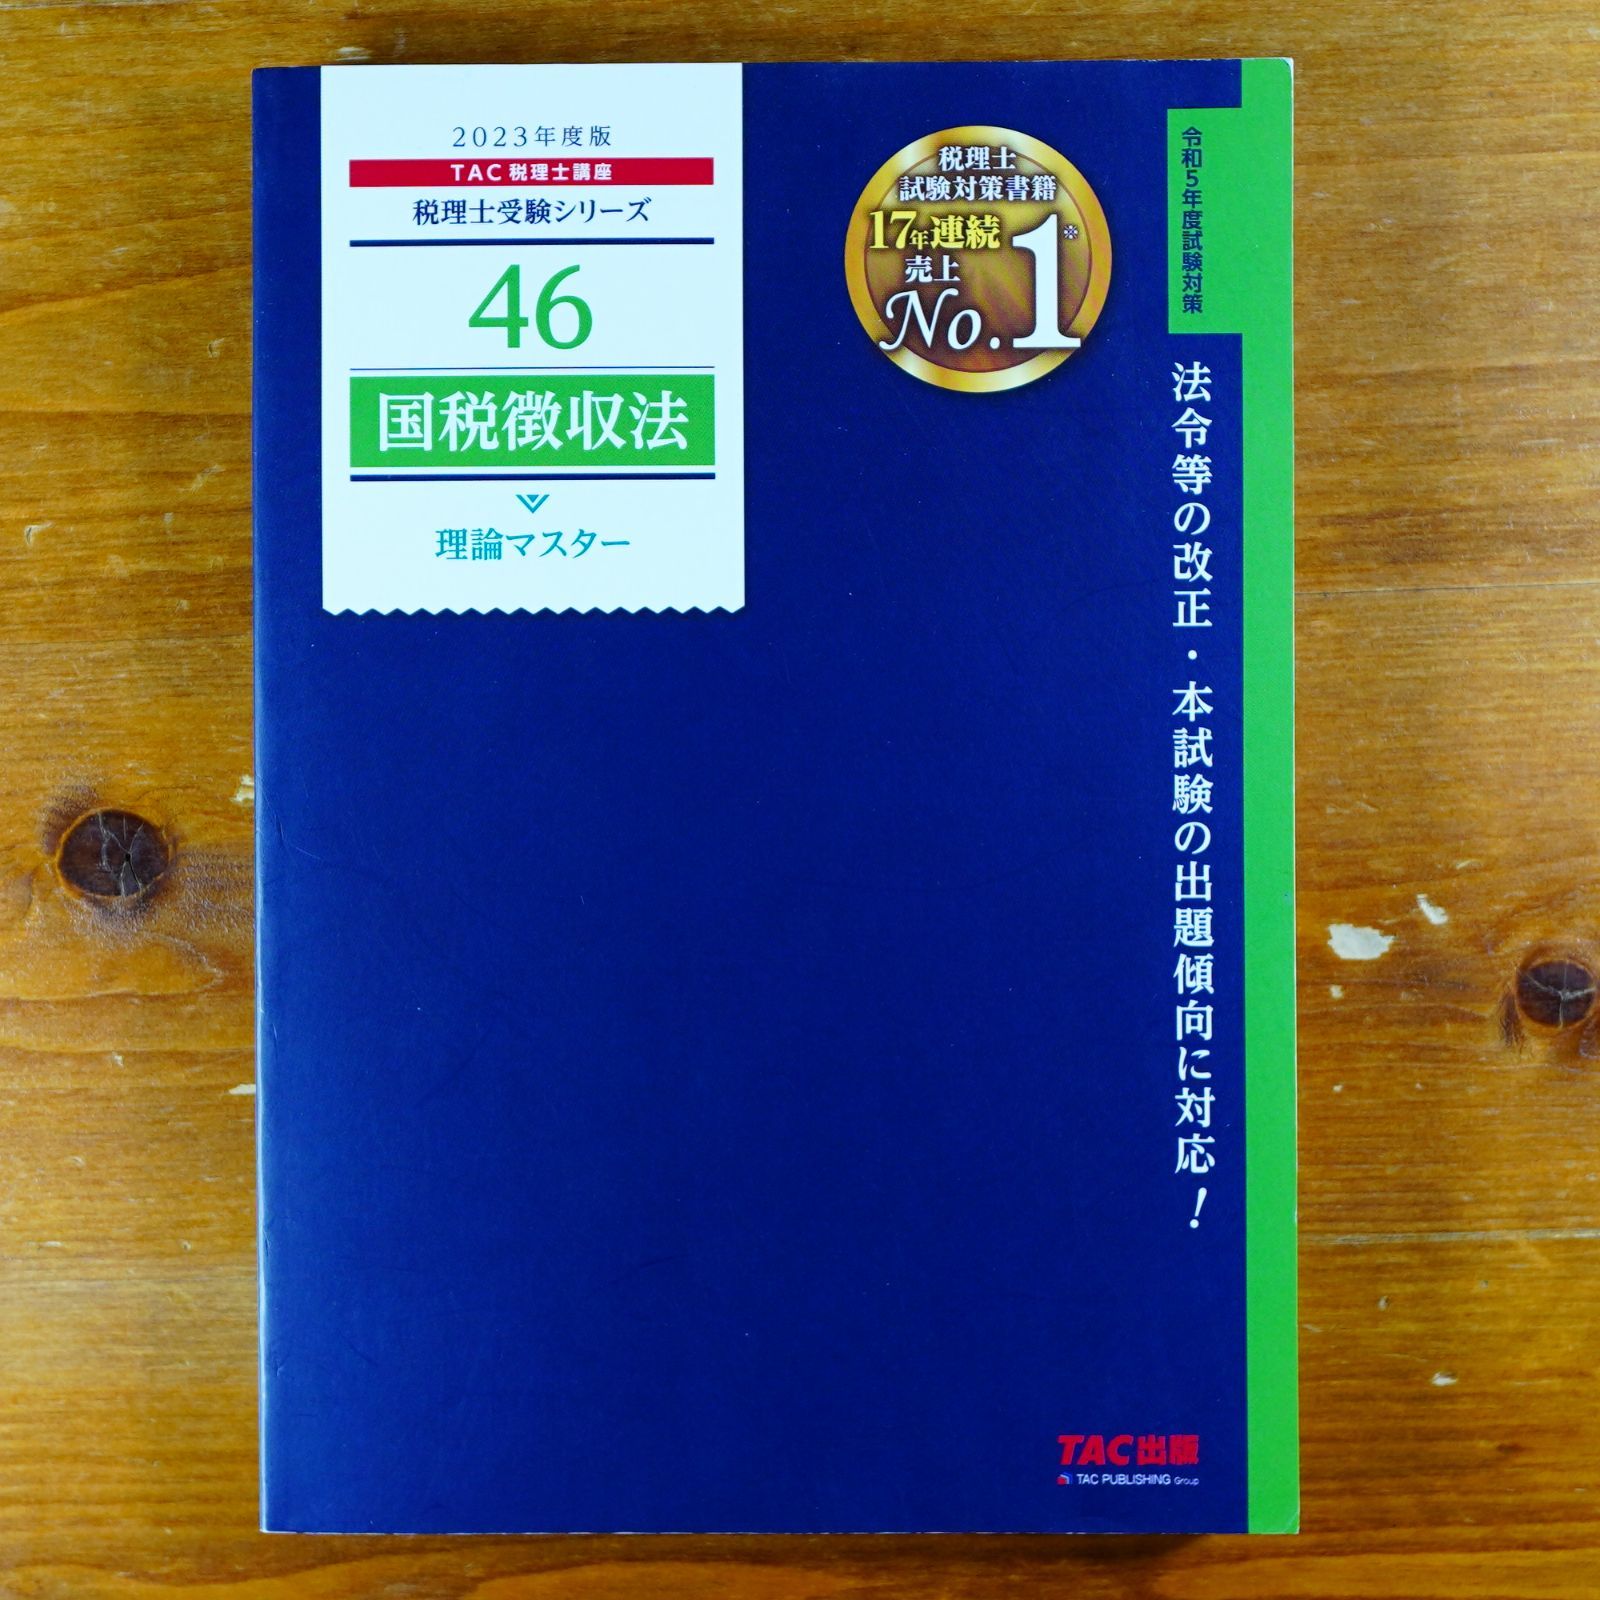 2023年度版
TAC 税理士講座
税理士受験シリーズ
46
国税徴収法
理論マスター
税理士
試験対策書籍
17年連続
売上
No.1※
令和5年度試験対策
法令等の改正・本試験の出題傾向に対応！
TAC出版
TAC PUBLISHING Group